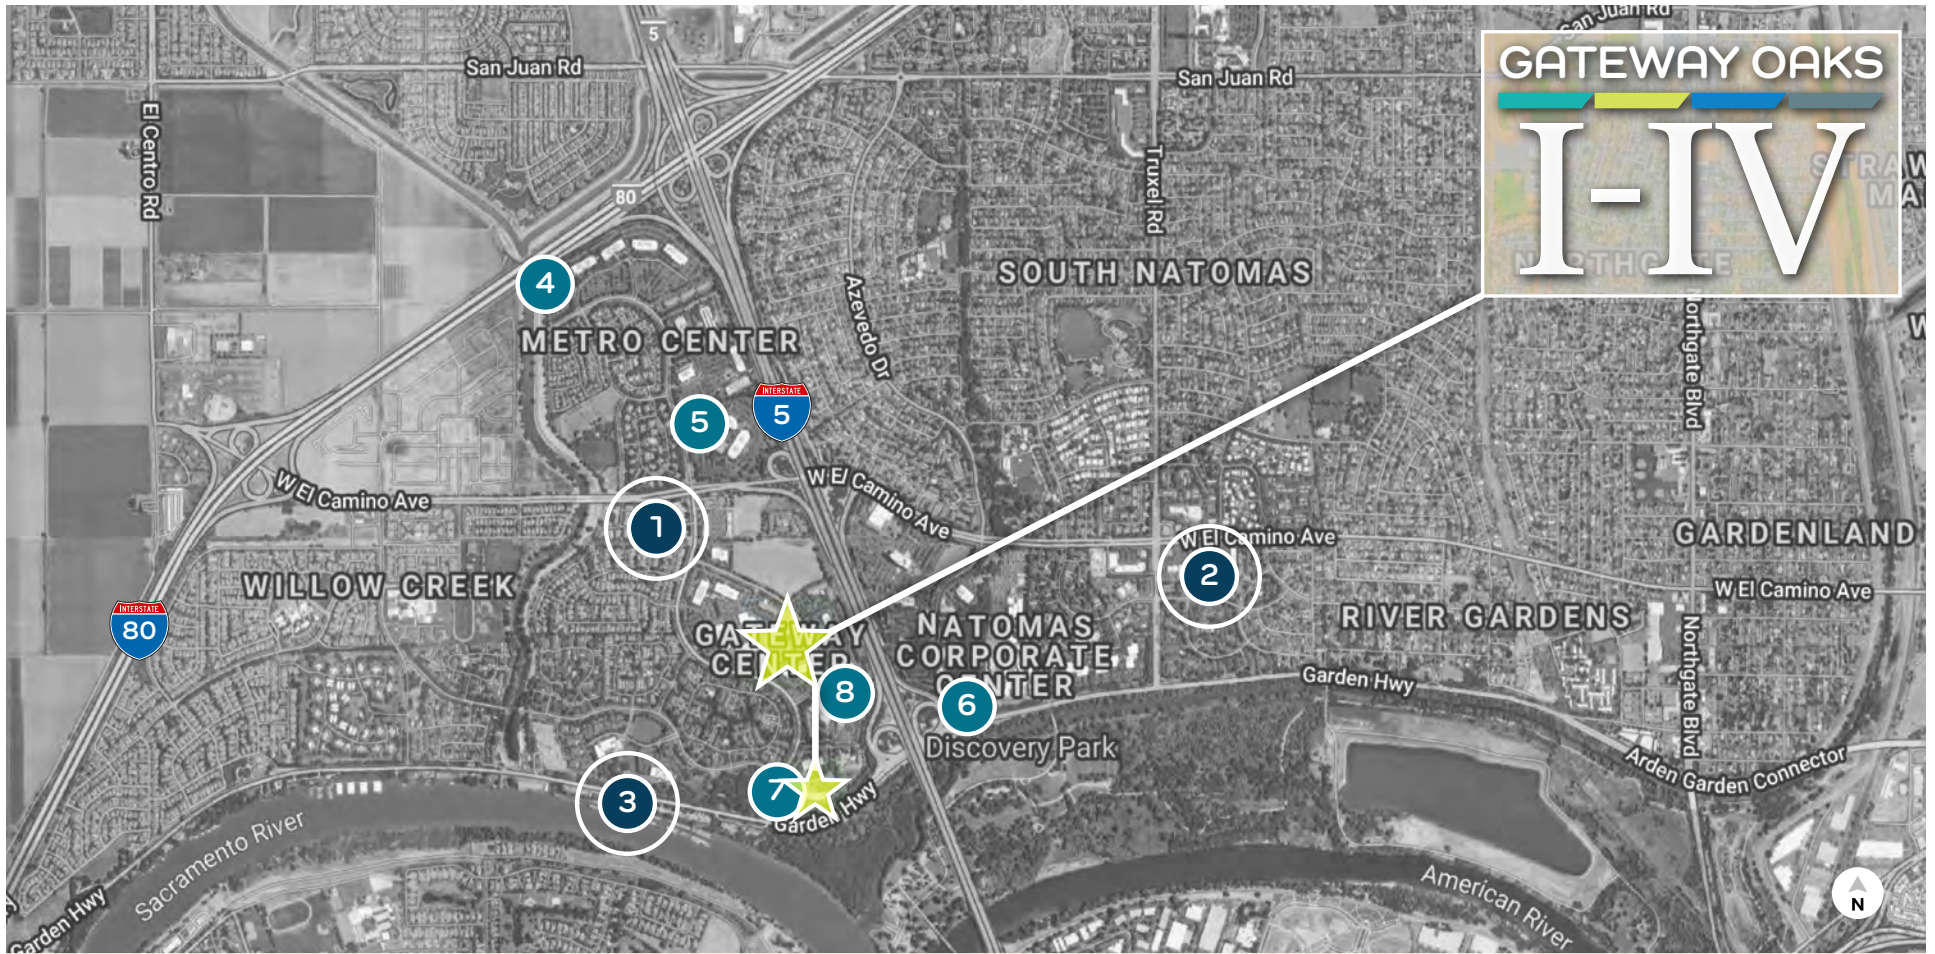 San Juan Rd
5
San Juan Rd
San Juan Rd
GATEWAY OAKS
I-IV
El Centro Rd
Truxel Rd
STRAW
MA
80
4
SOUTH NATOMAS
Azevedo Dr
METRO CENTER
Northgate Blvd
W
INTERSTATE
5
5
W El Camino Ave
W El Camino Ave
1
W El Camino Ave
GARDENLAND
2
WILLOW CREEK
W El Camino Ave
INTERSTATE
80
RIVER GARDENS
GATEWAY
CENTER
NATOMAS
CORPORATE
CENTER
Northgate Blvd
Garden Hwy
8
6
Discovery Park
Arden Garden Connector
7
3
Garden Hwy
Sacramento River
American River
Garden Hwy
N